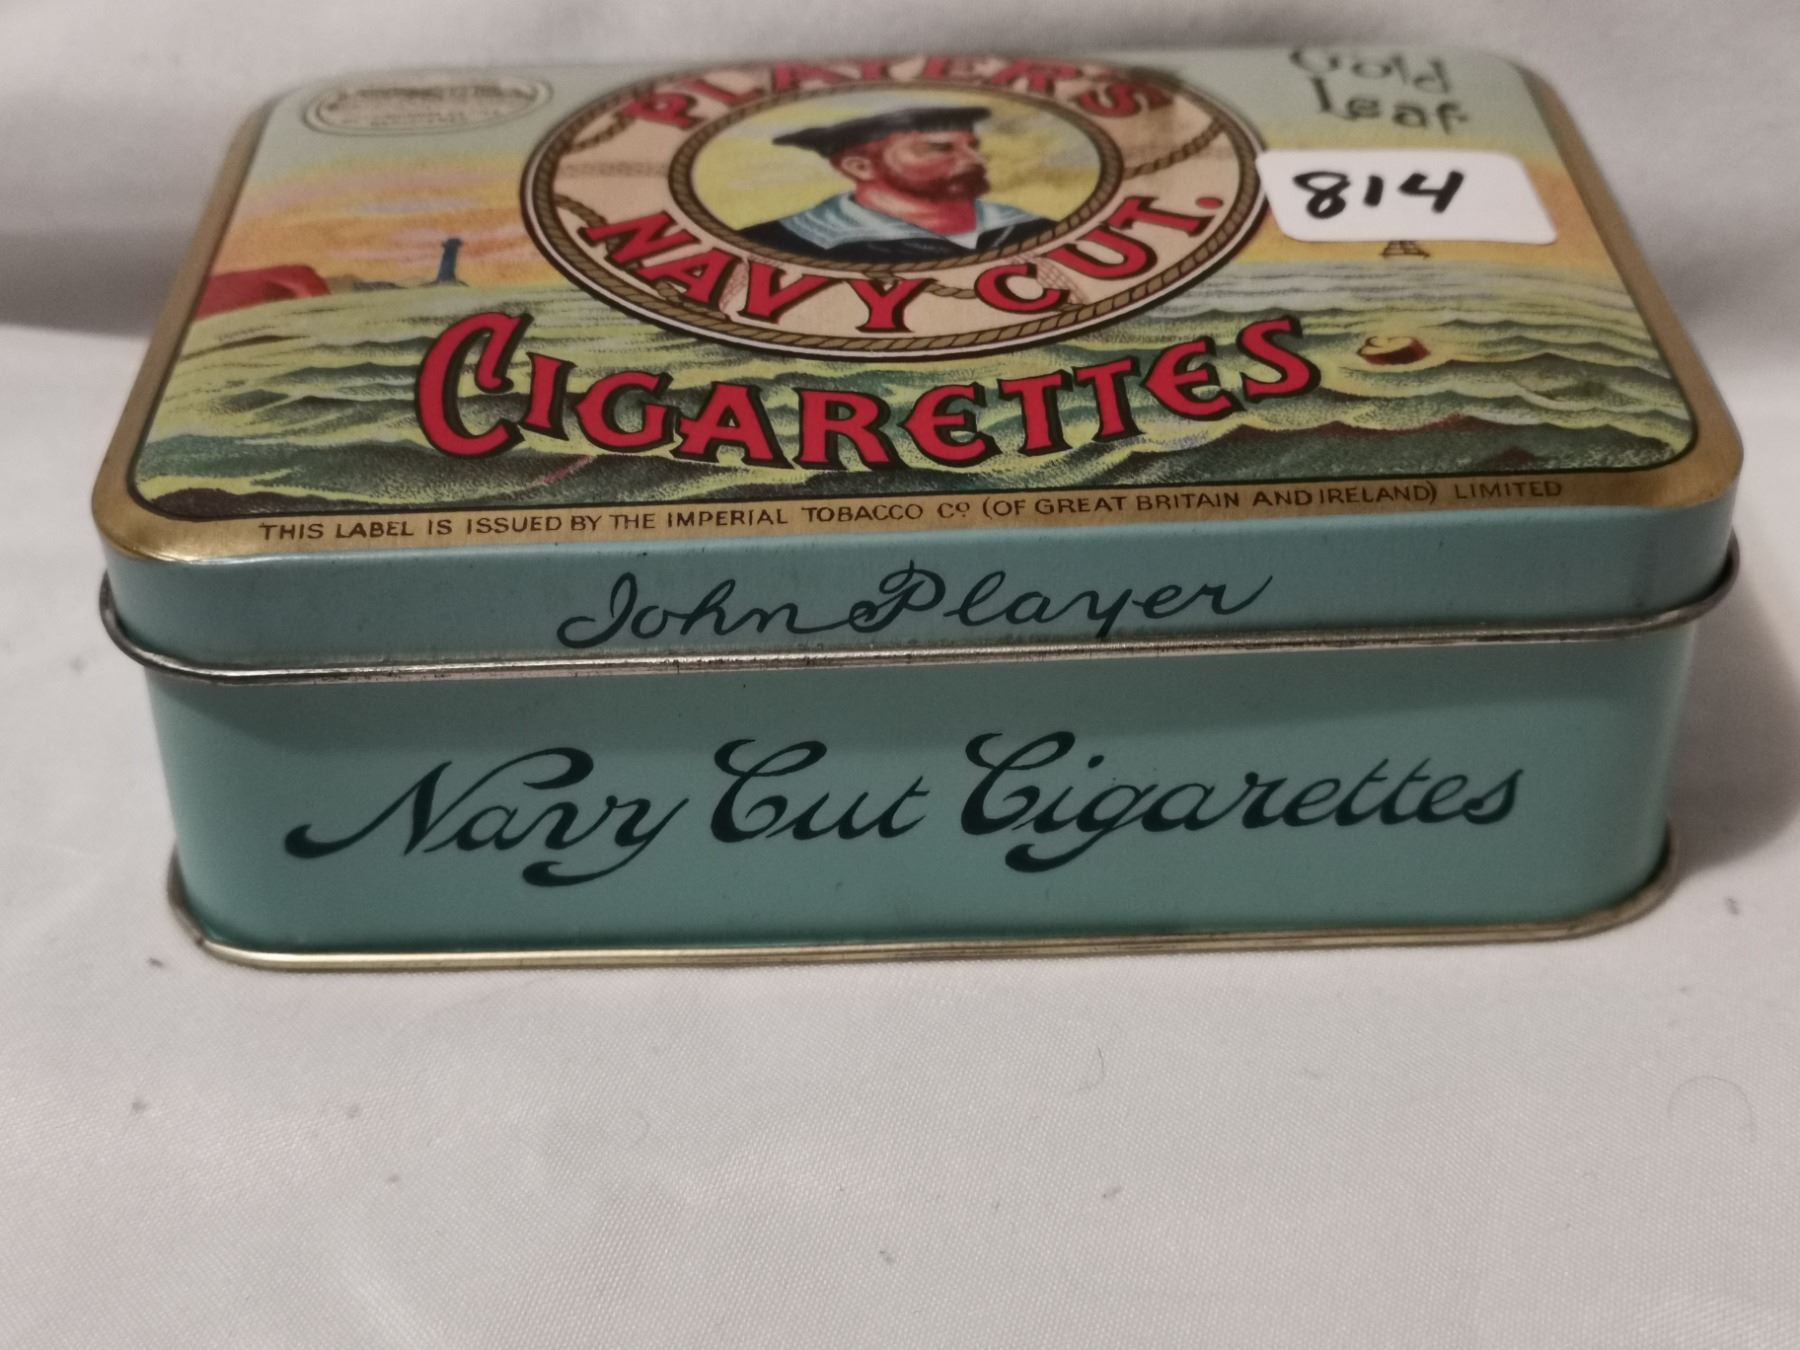 PLAYER'S
Gold
Leaf
814
NAVY CUT.
CIGARETTES
THIS LABEL IS ISSUED BY THE IMPERIAL TOBACCO Cº (OF GREAT BRITAIN AND IRELAND) LIMITED
John Player
Navy Cut Cigarettes